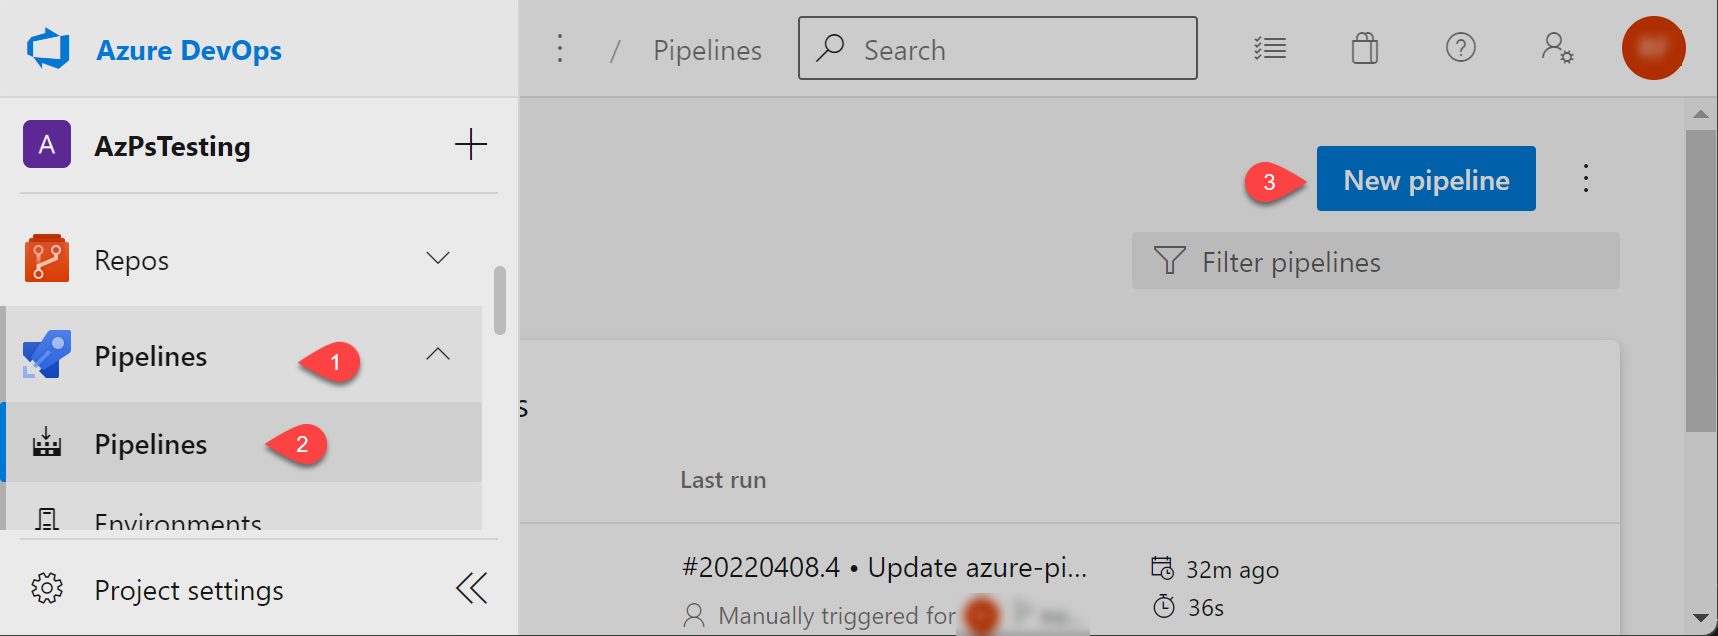 Azure DevOps
/ Pipelines
Search
A AzPsTesting
3
New pipeline
Repos
Filter pipelines
Pipelines
1
s
Pipelines
2
Last run
Environments
#20220408.4 • Update azure-pi...
32m ago
Project settings
Manually triggered for
36s